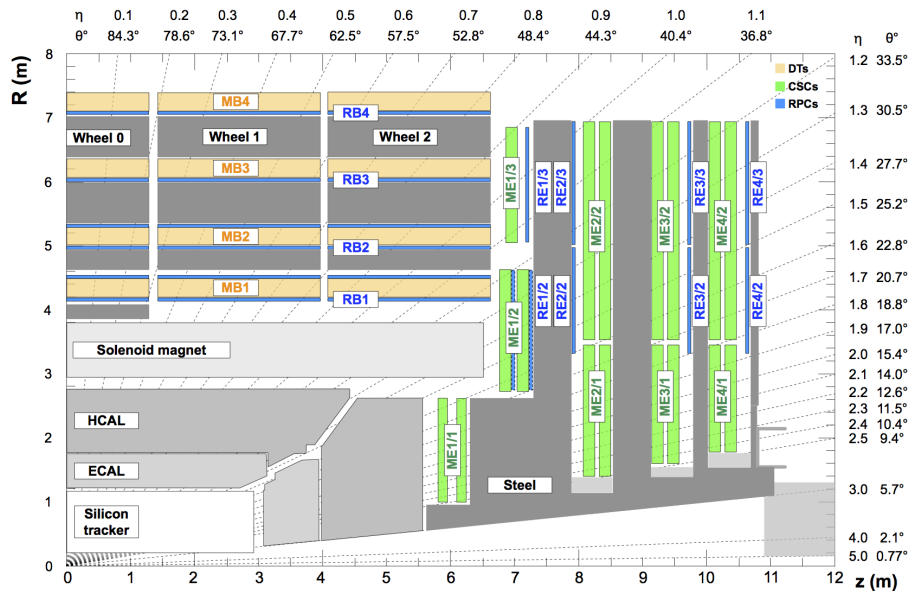 η 0.1 0.2 0.3 0.4 0.5 0.6 0.7 0.8 0.9 1.0 1.1
θ° 84.3° 78.6° 73.1° 67.7° 62.5° 57.5° 52.8° 48.4° 44.3° 40.4° 36.8° η θ°
R (m)
8
7
6
5
4
3
2
1
0
1.2 33.5°
1.3 30.5°
1.4 27.7°
1.5 25.2°
1.6 22.8°
1.7 20.7°
1.8 18.8°
1.9 17.0°
2.0 15.4°
2.1 14.0°
2.2 12.6°
2.3 11.5°
2.4 10.4°
2.5 9.4°
3.0 5.7°
4.0 2.1°
5.0 0.77°
DTs
CSCs
RPCs
MB4
RB4
Wheel 0 Wheel 1 Wheel 2
MB3
RB3
MB2
RB2
MB1
RB1
Solenoid magnet
HCAL
ECAL
Silicon
tracker
Steel
ME1/3
RE1/3
RE2/3
ME2/2
ME3/2
RE3/3
ME4/2
RE4/3
ME1/2
RE1/2
RE2/2
RE3/2
RE4/2
ME1/1
ME2/1
ME3/1
ME4/1
0 1 2 3 4 5 6 7 8 9 10 11 12
z (m)